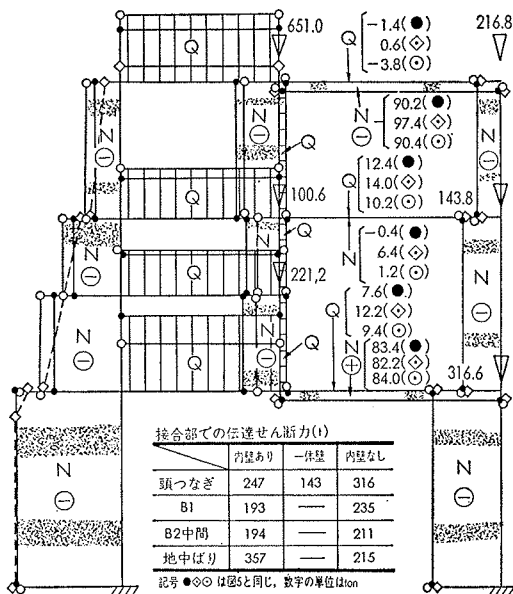 651.0
216.8
Q
-1.4(●)
0.6(◇)
-3.8(⊙)
Q
N
⊖
N
⊖
N
⊖
90.2(●)
97.4(◇)
90.4(⊙)
N
⊖
Q
Q
12.4(●)
14.0(◇)
10.2(⊙)
Q
100.6
143.8
N
Q
N
-0.4(●)
6.4(◇)
1.2(⊙)
N
⊖
Q
221,2
N
⊖
7.6(●)
12.2(◇)
9.4(⊙)
N
⊖
Q
N
⊖
Q
Q
N
⊕
83.4(●)
82.2(◇)
84.0(⊙)
316.6
接合部での伝達せん断力(t)
内壁あり 一体壁 内壁なし
頭つなぎ 247 143 316
B1 193 — 235
B2中間 194 — 211
地中ばり 357 — 215
記号 ●◇⊙ は図5と同じ，数字の単位はton
N
⊖
N
⊖